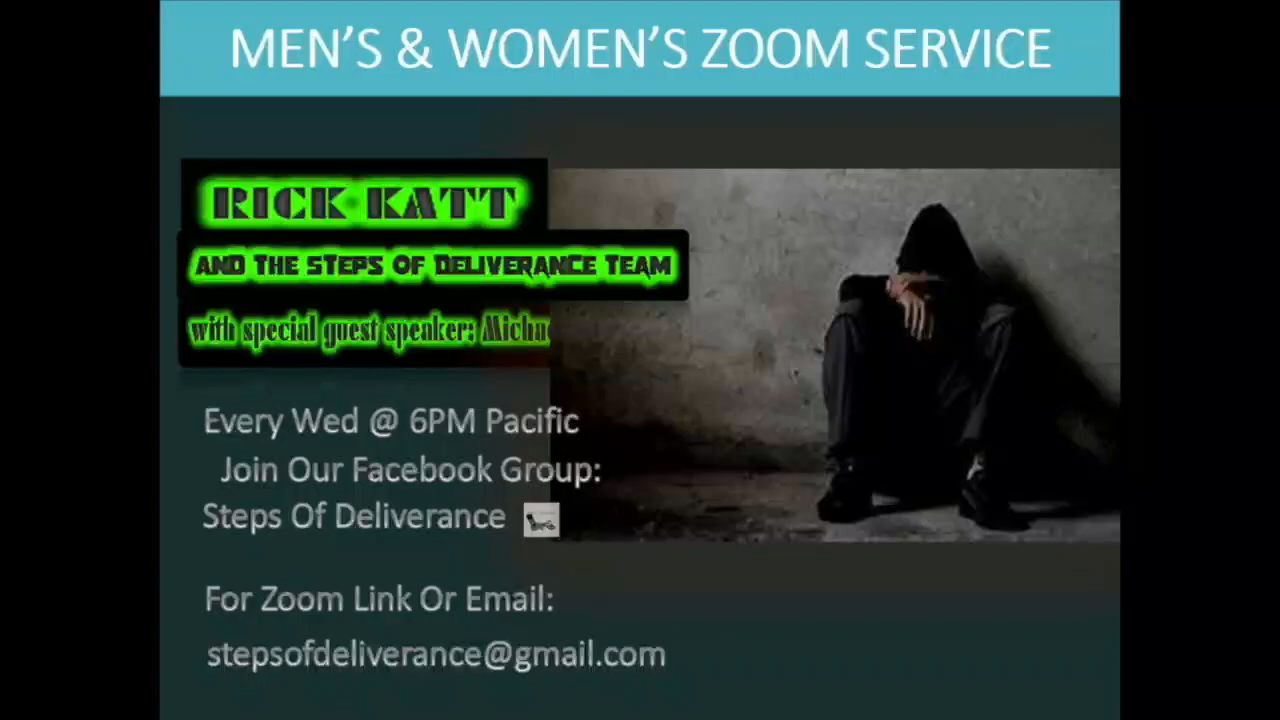 MEN'S & WOMEN'S ZOOM SERVICE
RICK KATT
AND THE STEPS OF DELIVERANCE TEAM
with special guest speaker:
Every Wed @ 6PM Pacific
Join Our Facebook Group:
Steps Of Deliverance
For Zoom Link Or Email:
stepsofdeliverance@gmail.com